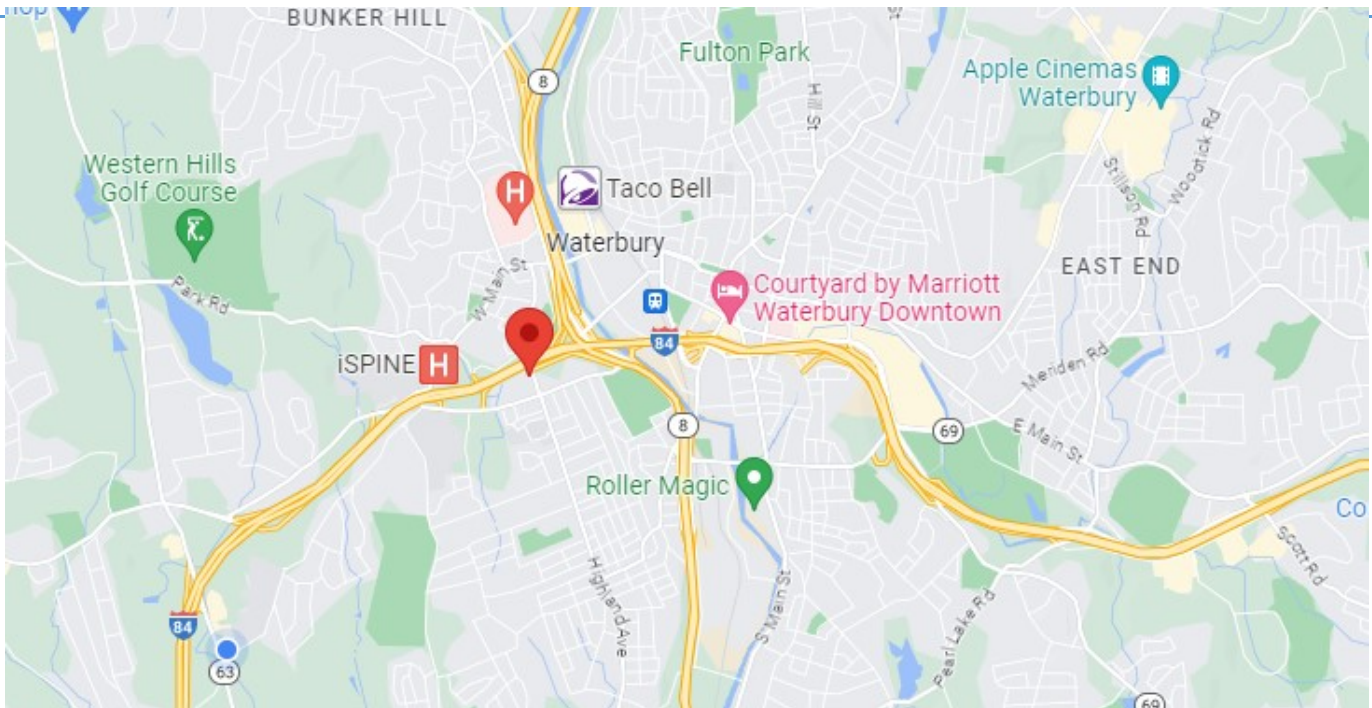 BUNKER HILL
8
Fulton Park
Hill St
St
Apple Cinemas
Waterbury
Western Hills
Golf Course
H
Taco Bell
Stillson Rd
Woodtick Rd
Waterbury
EAST END
Park Rd
W Main St
Courtyard by Marriott
Waterbury Downtown
84
iSPINE H
Meriden Rd
8
69
E Main St
Roller Magic
Co
Scott Rd
Highland Ave
S Main St
Pearl Lake Rd
84
63
69